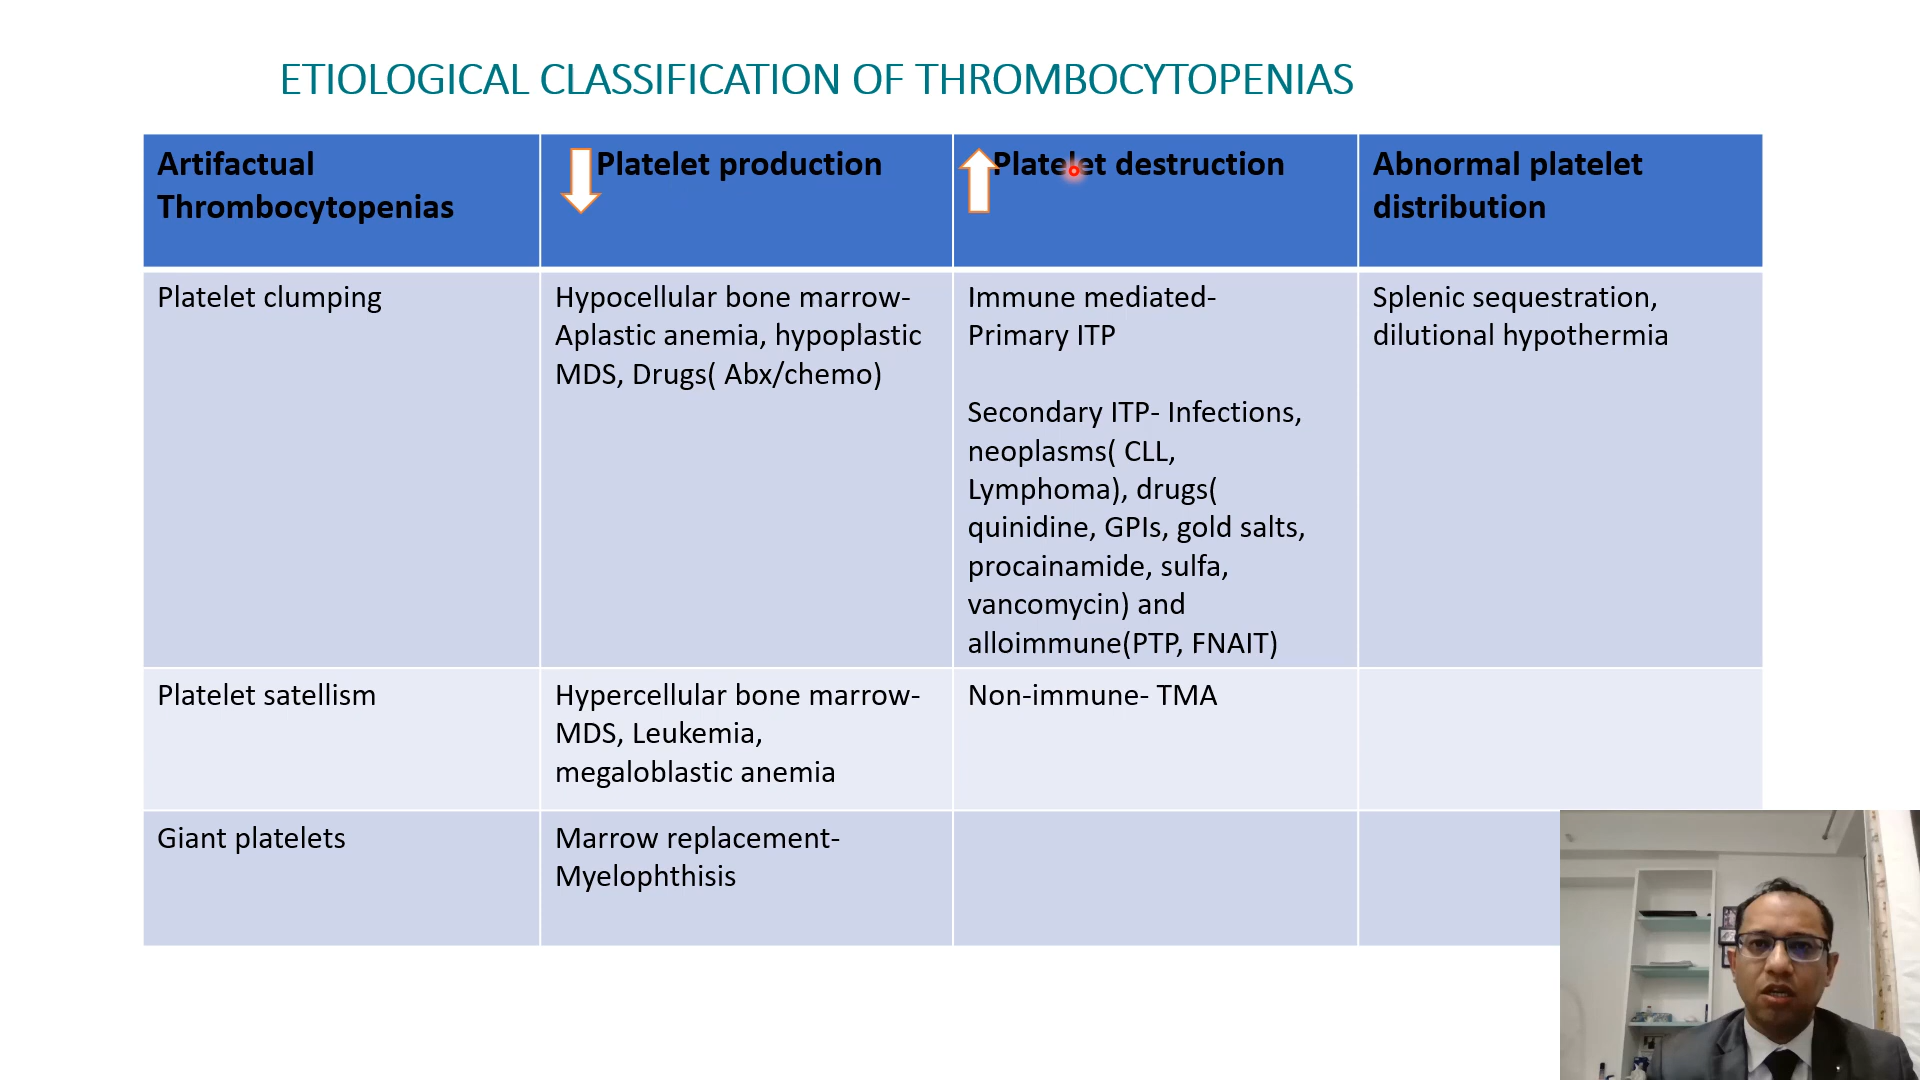 ETIOLOGICAL CLASSIFICATION OF THROMBOCYTOPENIAS
Artifactual
Thrombocytopenias
Platelet production
Platelet destruction
Abnormal platelet
distribution
Platelet clumping
Hypocellular bone marrow-
Aplastic anemia, hypoplastic
MDS, Drugs( Abx/chemo)
Immune mediated-
Primary ITP
Secondary ITP- Infections,
neoplasms( CLL,
Lymphoma), drugs(
quinidine, GPIs, gold salts,
procainamide, sulfa,
vancomycin) and
alloimmune(PTP, FNAIT)
Splenic sequestration,
dilutional hypothermia
Platelet satellism
Hypercellular bone marrow-
MDS, Leukemia,
megaloblastic anemia
Non-immune- TMA
Giant platelets
Marrow replacement-
Myelophthisis